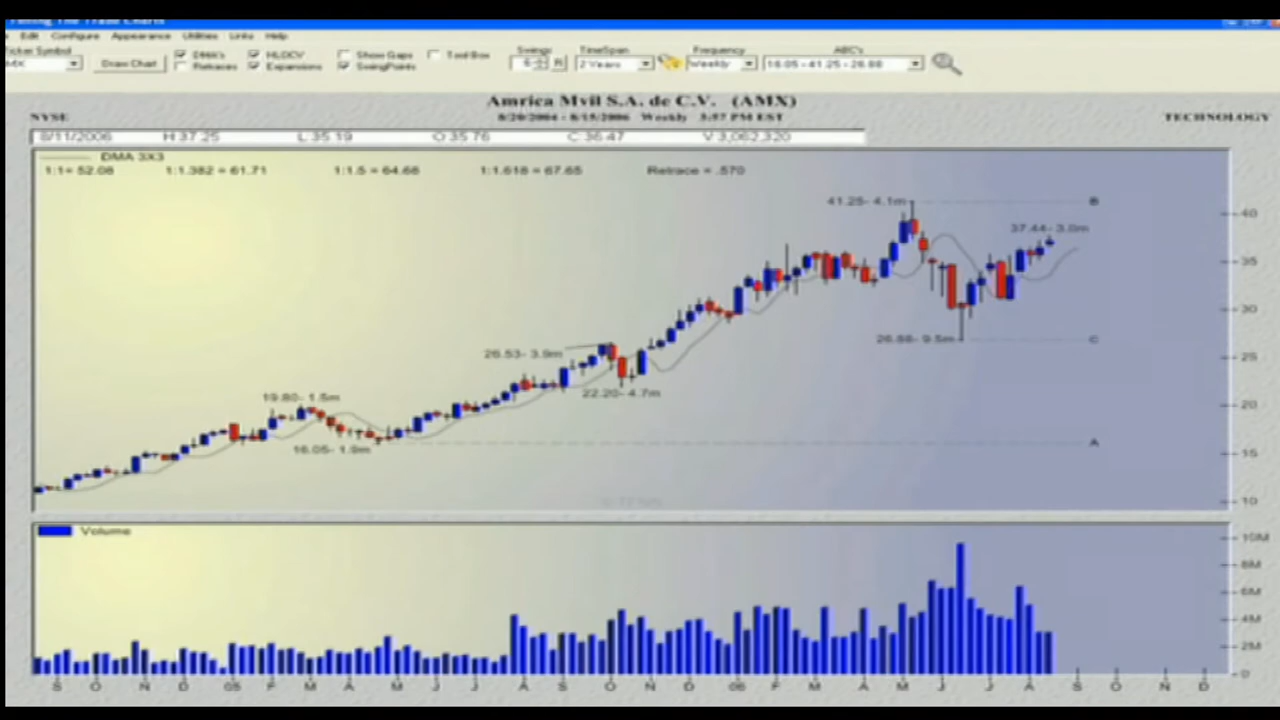 Edit Configure Appearance Utilities Links Help
Ticker Symbol Draw Chart DMA's HLOCV Show Gaps Tool Box Swings TimeSpan Frequency ABC's
Retraces Expansions SwingPoints 2 Years Weekly 16.05 - 41.25 - 26.88
Amrica Mvil S.A. de C.V. (AMX)
NYSE 8/20/2004 - 8/15/2006 Weekly 3:57 PM EST TECHNOLOGY
8/11/2006 H 37.25 L 35.19 O 35.76 C 36.47 V 3,062,320
DMA 3X3
1:1= 52.08 1:1.382 = 61.71 1:1.5 = 64.68 1:1.618 = 67.65 Retrace = .570
41.25- 4.1m B
37.44- 3.0m
40
35
30
26.88- 9.5m C
26.53- 3.9m
25
22.20- 4.7m
19.80- 1.5m
20
16.05- 1.9m A
15
10
Volume
10M
8M
6M
4M
2M
0
S O N D 05 F M A M J J A S O N D 06 F M A M J J A S O N D